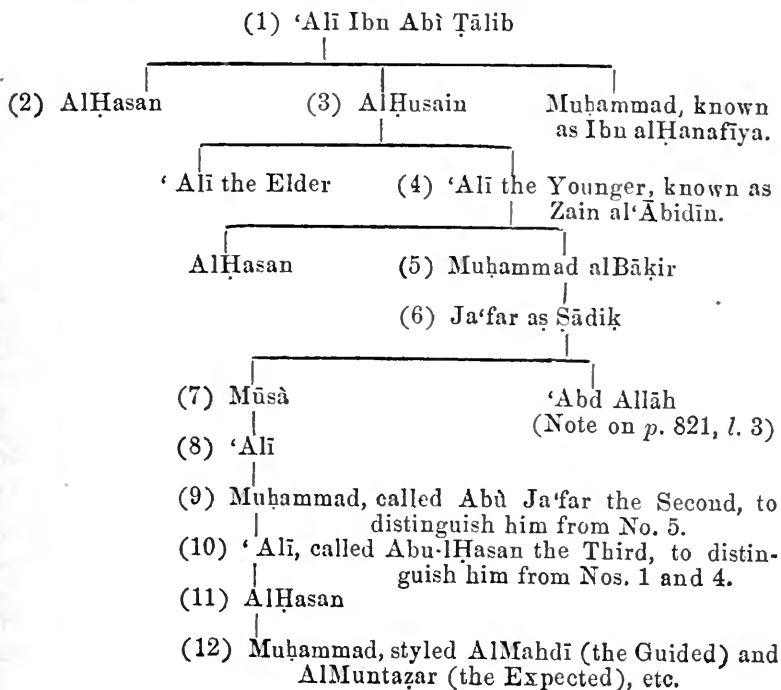 (1) ‘Alī Ibn Abì Ṭālib
(2) AlḤasan (3) AlḤusain Muḥammad, known
as Ibn alḤanafīya.
‘Alī the Elder (4) ‘Alī the Younger, known as
Zain al‘Ābidīn.
AlḤasan (5) Muḥammad alBāḳir
(6) Ja‘far aṣ Ṣādiḳ
(7) Mūsà ‘Abd Allāh
(Note on p. 821, l. 3)
(8) ‘Alī
(9) Muḥammad, called Abù Ja‘far the Second, to
distinguish him from No. 5.
(10) ‘Alī, called Abu·lḤasan the Third, to distin-
guish him from Nos. 1 and 4.
(11) AlḤasan
(12) Muḥammad, styled AlMahdī (the Guided) and
AlMuntaẓar (the Expected), etc.